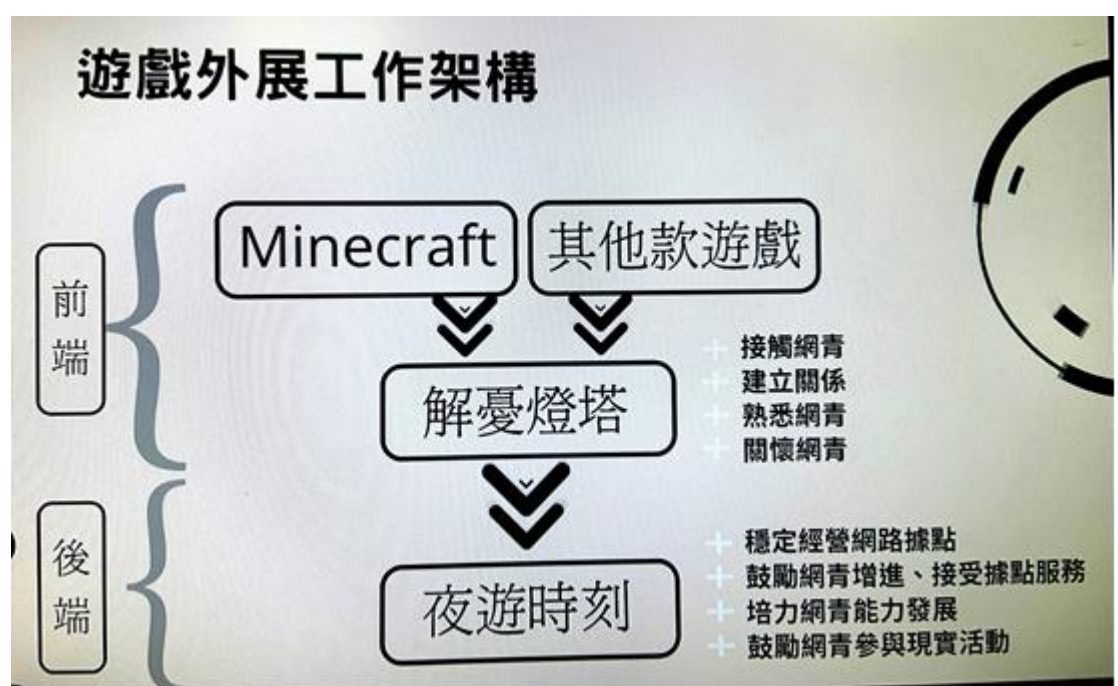 遊戲外展工作架構
Minecraft
其他款遊戲
前端
解憂燈塔
接觸網青
建立關係
熟悉網青
關懷網青
後端
夜遊時刻
穩定經營網路據點
鼓勵網青增進、接受據點服務
培力網青能力發展
鼓勵網青參與現實活動